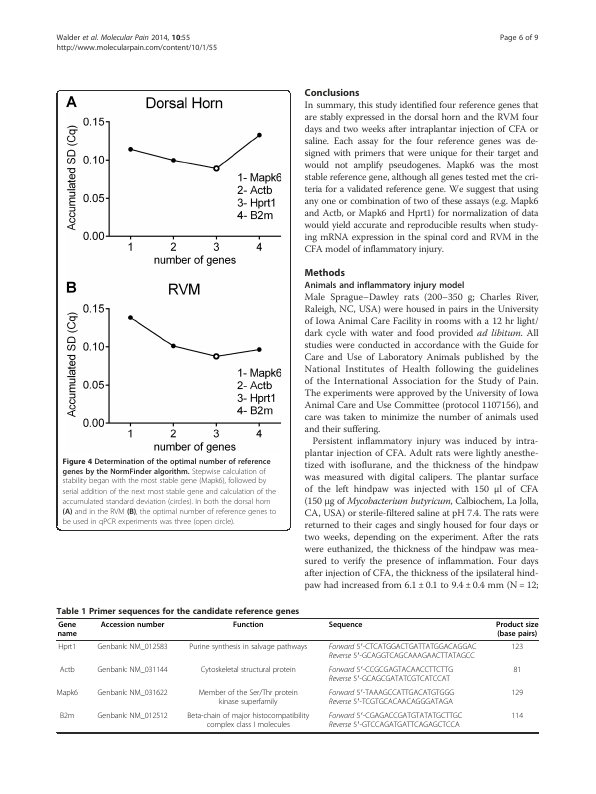 Walder et al. Molecular Pain 2014, 10:55
http://www.molecularpain.com/content/10/1/55
Page 6 of 9
A
Dorsal Horn
Accumulated SD (Cq)
0.15
0.10
0.05
0.00
1- Mapk6
2- Actb
3- Hprt1
4- B2m
1 2 3 4
number of genes
B
RVM
Accumulated SD (Cq)
0.15
0.10
0.05
0.00
1- Mapk6
2- Actb
3- Hprt1
4- B2m
1 2 3 4
number of genes
Figure 4 Determination of the optimal number of reference
genes by the NormFinder algorithm. Stepwise calculation of
stability began with the most stable gene (Mapk6), followed by
serial addition of the next most stable gene and calculation of the
accumulated standard deviation (circles). In both the dorsal horn
(A) and in the RVM (B), the optimal number of reference genes to
be used in qPCR experiments was three (open circle).
Conclusions
In summary, this study identified four reference genes that
are stably expressed in the dorsal horn and the RVM four
days and two weeks after intraplantar injection of CFA or
saline. Each assay for the four reference genes was de-
signed with primers that were unique for their target and
would not amplify pseudogenes. Mapk6 was the most
stable reference gene, although all genes tested met the cri-
teria for a validated reference gene. We suggest that using
any one or combination of two of these assays (e.g. Mapk6
and Actb, or Mapk6 and Hprt1) for normalization of data
would yield accurate and reproducible results when study-
ing mRNA expression in the spinal cord and RVM in the
CFA model of inflammatory injury.
Methods
Animals and inflammatory injury model
Male Sprague–Dawley rats (200–350 g; Charles River,
Raleigh, NC, USA) were housed in pairs in the University
of Iowa Animal Care Facility in rooms with a 12 hr light/
dark cycle with water and food provided ad libitum. All
studies were conducted in accordance with the Guide for
Care and Use of Laboratory Animals published by the
National Institutes of Health following the guidelines
of the International Association for the Study of Pain.
The experiments were approved by the University of Iowa
Animal Care and Use Committee (protocol 1107156), and
care was taken to minimize the number of animals used
and their suffering.
Persistent inflammatory injury was induced by intra-
plantar injection of CFA. Adult rats were lightly anesthe-
tized with isoflurane, and the thickness of the hindpaw
was measured with digital calipers. The plantar surface
of the left hindpaw was injected with 150 μl of CFA
(150 μg of Mycobacterium butyricum, Calbiochem, La Jolla,
CA, USA) or sterile-filtered saline at pH 7.4. The rats were
returned to their cages and singly housed for four days or
two weeks, depending on the experiment. After the rats
were euthanized, the thickness of the hindpaw was mea-
sured to verify the presence of inflammation. Four days
after injection of CFA, the thickness of the ipsilateral hind-
paw had increased from 6.1 ± 0.1 to 9.4 ± 0.4 mm (N = 12;
Table 1 Primer sequences for the candidate reference genes
Gene name Accession number Function Sequence Product size (base pairs)
Hprt1 Genbank: NM_012583 Purine synthesis in salvage pathways Forward 5′-CTCATGGACTGATTATGGACAGGAC 123
Reverse 5′-GCAGGTCAGCAAAGAACTTATAGCC
Actb Genbank: NM_031144 Cytoskeletal structural protein Forward 5′-CCGCGAGTACAACCTTCTTG 81
Reverse 5′-GCAGCGATATCGTCATCCAT
Mapk6 Genbank: NM_031622 Member of the Ser/Thr protein Forward 5′-TAAAGCCATTGACATGTGGG 129
kinase superfamily Reverse 5′-TCGTGCACAACAGGGATAGA
B2m Genbank: NM_012512 Beta-chain of major histocompatibility Forward 5′-CGAGACCGATGTATATGCTTGC 114
complex class I molecules Reverse 5′-GTCCAGATGATTCAGAGCTCCA